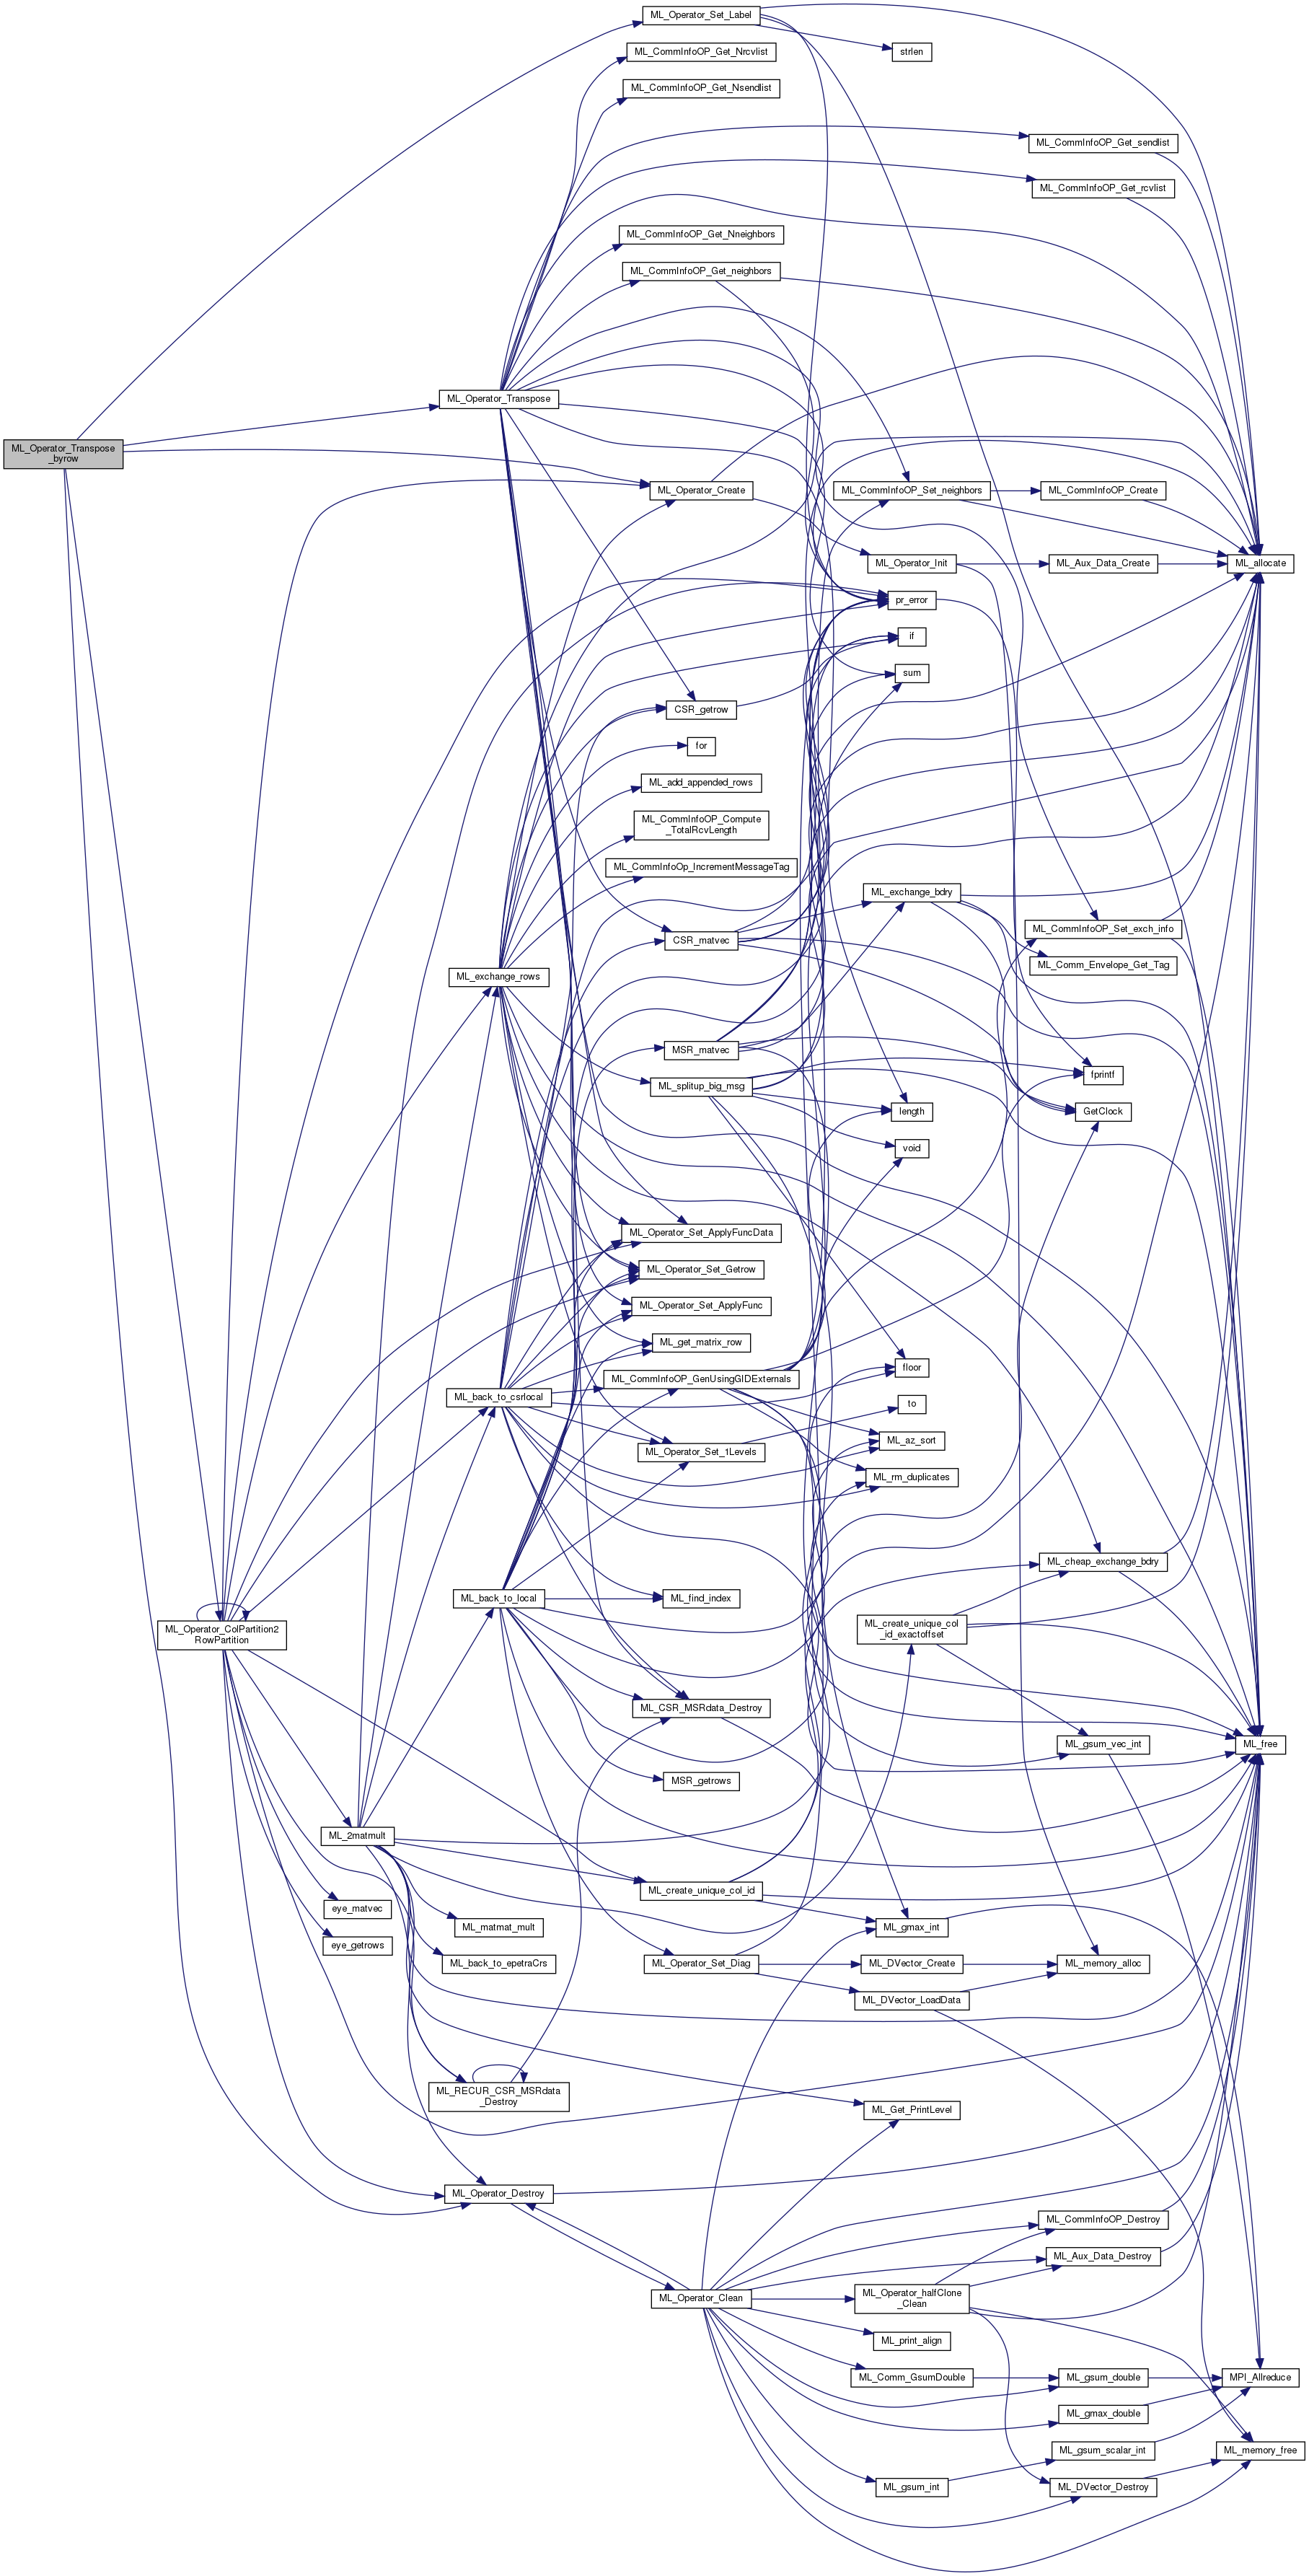 ML_Operator_Set_Label
strlen
ML_CommInfoOP_Get_Nrcvlist
ML_CommInfoOP_Get_Nsendlist
ML_CommInfoOP_Get_sendlist
ML_CommInfoOP_Get_rcvlist
ML_CommInfoOP_Get_Nneighbors
ML_CommInfoOP_Get_neighbors
ML_Operator_Transpose
ML_Operator_Transpose
_byrow
ML_Operator_Create
ML_CommInfoOP_Set_neighbors
ML_CommInfoOP_Create
ML_Operator_Init
ML_Aux_Data_Create
ML_allocate
pr_error
if
sum
CSR_getrow
for
ML_add_appended_rows
ML_CommInfoOP_Compute
_TotalRcvLength
ML_CommInfoOp_IncrementMessageTag
ML_exchange_bdry
ML_CommInfoOP_Set_exch_info
CSR_matvec
ML_Comm_Envelope_Get_Tag
ML_exchange_rows
MSR_matvec
fprintf
ML_splitup_big_msg
length
GetClock
void
ML_Operator_Set_ApplyFuncData
ML_Operator_Set_Getrow
ML_Operator_Set_ApplyFunc
ML_get_matrix_row
floor
ML_CommInfoOP_GenUsingGIDExternals
ML_back_to_csrlocal
to
ML_az_sort
ML_Operator_Set_1Levels
ML_rm_duplicates
ML_cheap_exchange_bdry
ML_back_to_local
ML_find_index
ML_create_unique_col
_id_exactoffset
ML_Operator_ColPartition2
RowPartition
ML_CSR_MSRdata_Destroy
ML_gsum_vec_int
ML_free
MSR_getrows
ML_2matmult
ML_create_unique_col_id
eye_matvec
ML_matmat_mult
ML_gmax_int
eye_getrows
ML_back_to_epetraCrs
ML_Operator_Set_Diag
ML_DVector_Create
ML_memory_alloc
ML_DVector_LoadData
ML_RECUR_CSR_MSRdata
_Destroy
ML_Get_PrintLevel
ML_Operator_Destroy
ML_CommInfoOP_Destroy
ML_Aux_Data_Destroy
ML_Operator_Clean
ML_Operator_halfClone
_Clean
ML_print_align
ML_Comm_GsumDouble
ML_gsum_double
MPI_Allreduce
ML_gmax_double
ML_gsum_scalar_int
ML_memory_free
ML_gsum_int
ML_DVector_Destroy